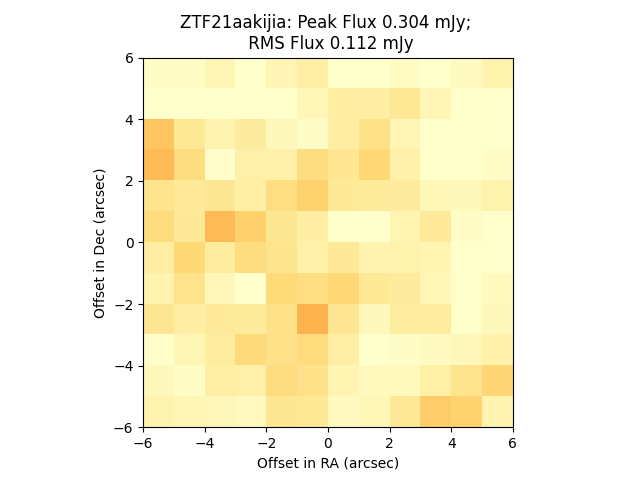 ZTF21aakijia: Peak Flux 0.304 mJy;
RMS Flux 0.112 mJy
6
4
2
0
−2
−4
−6
Offset in Dec (arcsec)
−6 −4 −2 0 2 4 6
Offset in RA (arcsec)